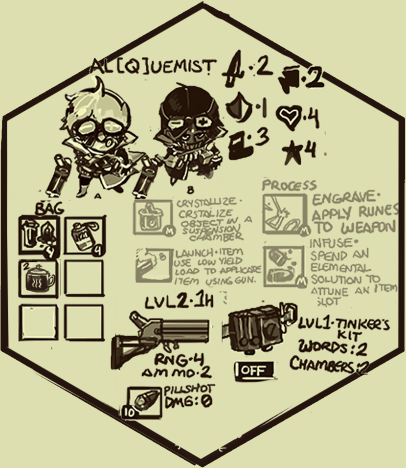 AL[Q]UEMIST
2
2
1
4
3
4
A
B
BAG
4
4
2
CRYSTALLIZE·
CRSTALIZE
OBJECT IN A
SUSPENSION
CHAMBER
M
LAUNCH·ITEM
USE LOW YIELD
LOAD TO APPLICATE
ITEM USING GUN.
PROCESS
ENGRAVE·
APPLY RUNES
TO WEAPON
M
INFUSE·
SPEND AN
ELEMENTAL
SOLUTION TO
ATTUNE AN ITEM
SLOT
M
LVL2·1H
RNG·4
AMMO·2
10
PILLSHOT
DMG:0
LVL1·TINKER'S
KIT
WORDS:2
CHAMBERS:2
OFF